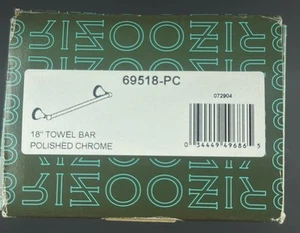 69518-PC
072904
18" TOWEL BAR
POLISHED CHROME
0 34449 49686 5